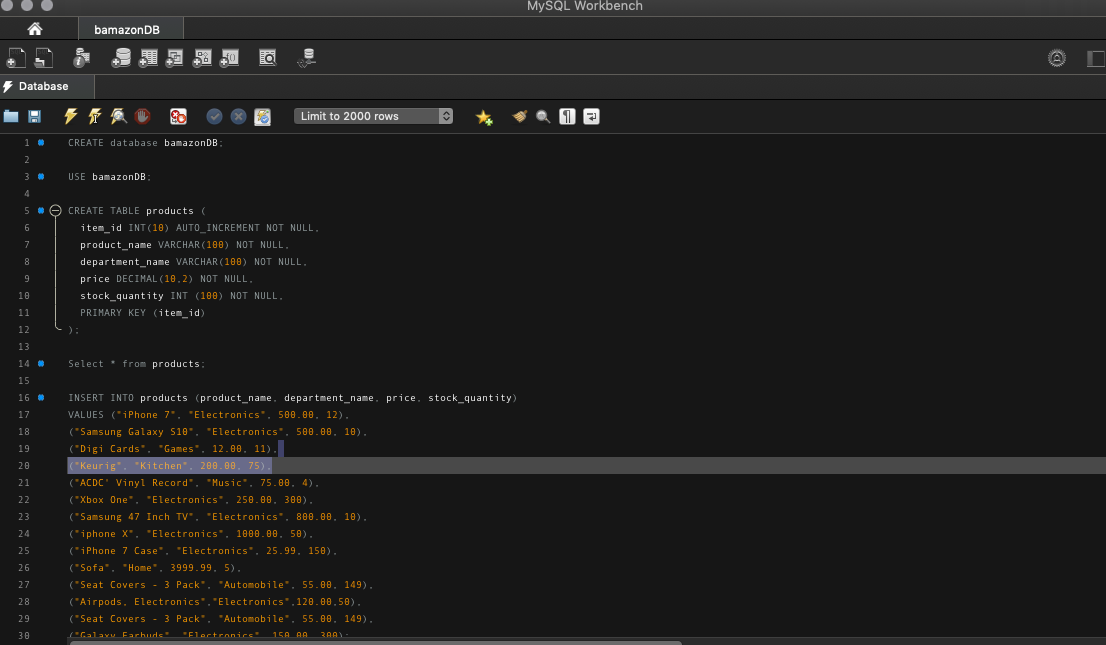 MySQL Workbench
bamazonDB
Database
Limit to 2000 rows
1 CREATE database bamazonDB;
2
3 USE bamazonDB;
4
5 CREATE TABLE products (
6 item_id INT(10) AUTO_INCREMENT NOT NULL,
7 product_name VARCHAR(100) NOT NULL,
8 department_name VARCHAR(100) NOT NULL,
9 price DECIMAL(10,2) NOT NULL,
10 stock_quantity INT (100) NOT NULL,
11 PRIMARY KEY (item_id)
12 );
13
14 Select * from products;
15
16 INSERT INTO products (product_name, department_name, price, stock_quantity)
17 VALUES ("iPhone 7", "Electronics", 500.00, 12),
18 ("Samsung Galaxy S10", "Electronics", 500.00, 10),
19 ("Digi Cards", "Games", 12.00, 11),
20 ("Keurig", "Kitchen", 200.00, 75),
21 ("ACDC' Vinyl Record", "Music", 75.00, 4),
22 ("Xbox One", "Electronics", 250.00, 300),
23 ("Samsung 47 Inch TV", "Electronics", 800.00, 10),
24 ("iphone X", "Electronics", 1000.00, 50),
25 ("iPhone 7 Case", "Electronics", 25.99, 150),
26 ("Sofa", "Home", 3999.99, 5),
27 ("Seat Covers - 3 Pack", "Automobile", 55.00, 149),
28 ("Airpods, Electronics","Electronics",120.00,50),
29 ("Seat Covers - 3 Pack", "Automobile", 55.00, 149),
30 ("Galaxy Earbuds", "Electronics", 150.00, 300);